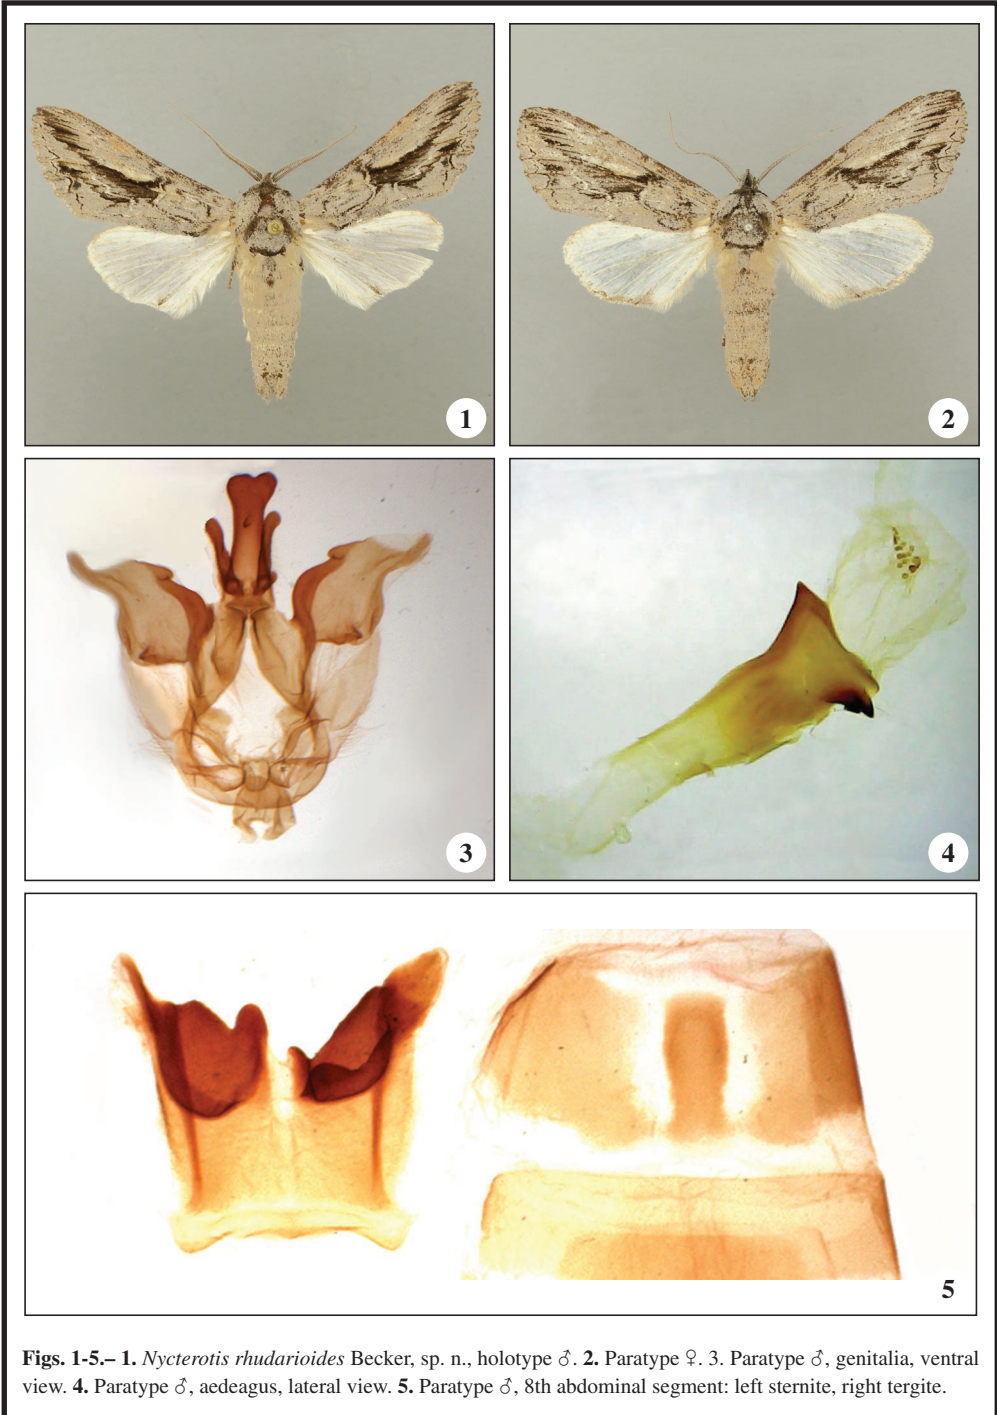 1
2
3
4
5
Figs. 1-5.– 1. Nycterotis rhudarioides Becker, sp. n., holotype ♂. 2. Paratype ♀. 3. Paratype ♂, genitalia, ventral
view. 4. Paratype ♂, aedeagus, lateral view. 5. Paratype ♂, 8th abdominal segment: left sternite, right tergite.